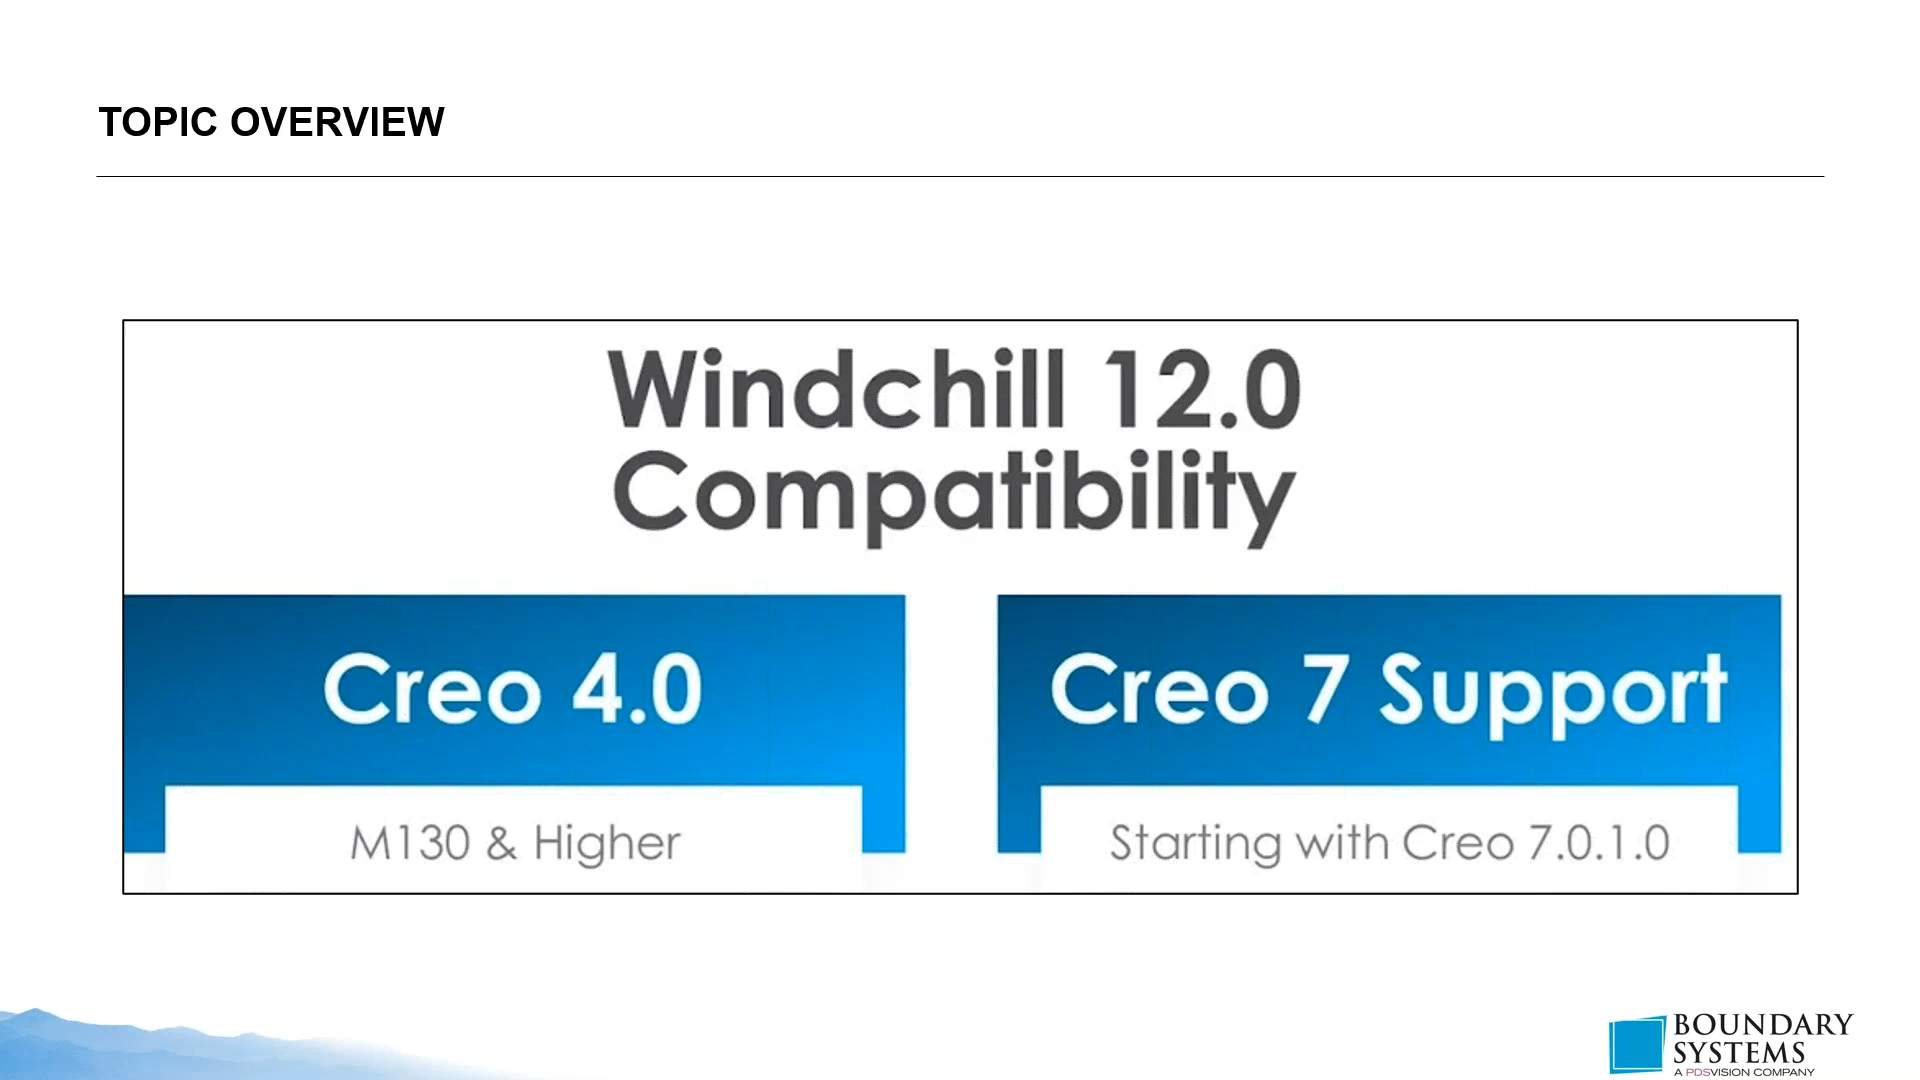 TOPIC OVERVIEW
Windchill 12.0
Compatibility
Creo 4.0
M130 & Higher
Creo 7 Support
Starting with Creo 7.0.1.0
BOUNDARY
SYSTEMS
A PDSVISION COMPANY